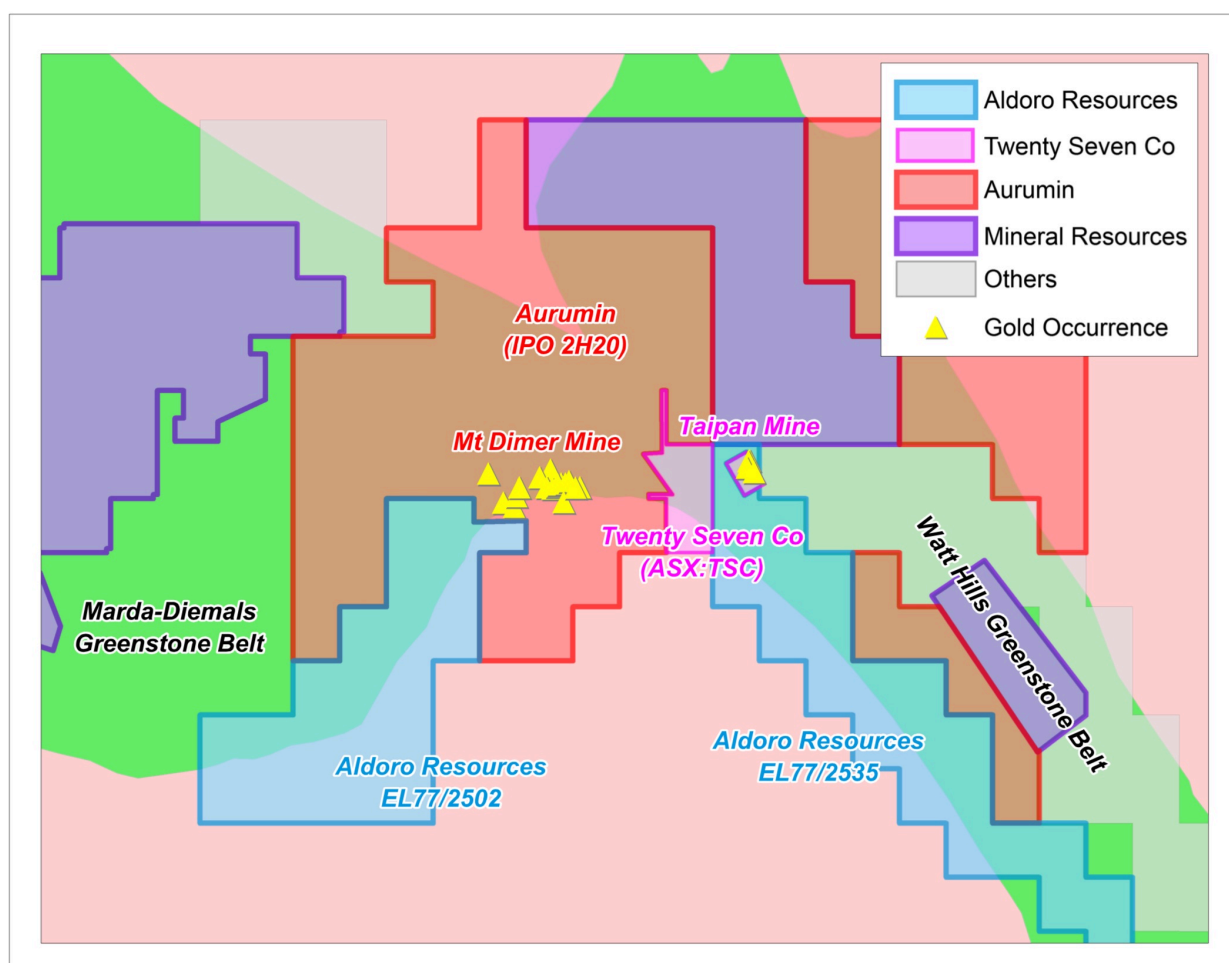 Aldoro Resources
Twenty Seven Co
Aurumin
Mineral Resources
Others
Gold Occurrence
Aurumin
(IPO 2H20)
Mt Dimer Mine
Taipan Mine
Twenty Seven Co
(ASX:TSC)
Watt Hills Greenstone Belt
Marda-Diemals
Greenstone Belt
Aldoro Resources
EL77/2502
Aldoro Resources
EL77/2535